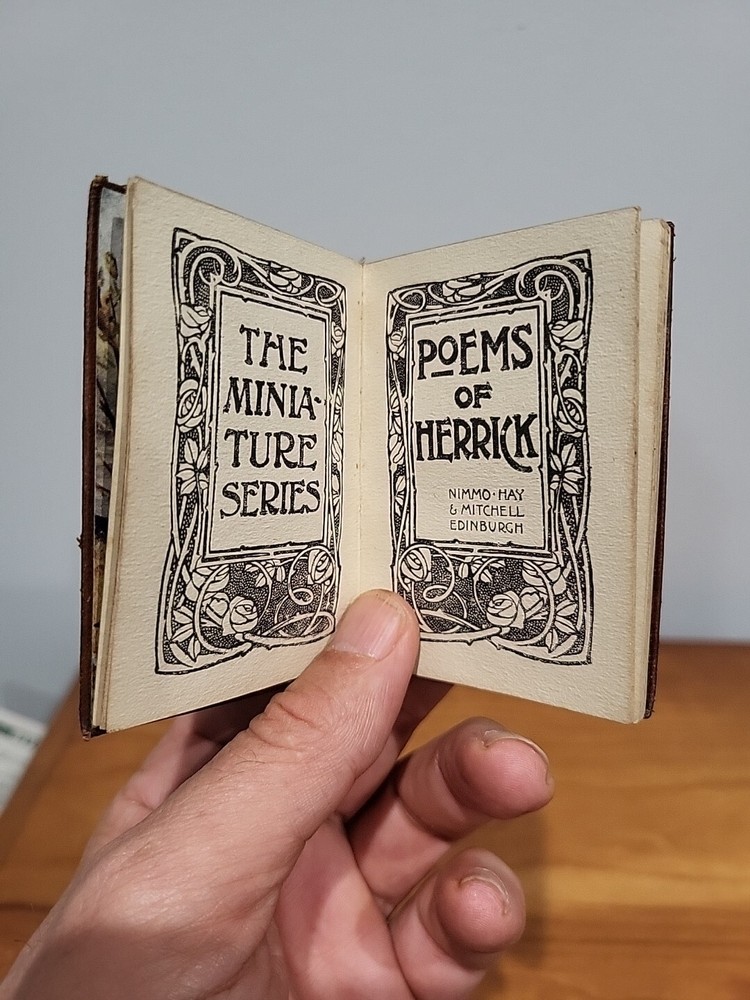 THE
MINIA-
TURE
SERIES
POEMS
OF
HERRICK
NIMMO·HAY
& MITCHELL
EDINBURGH